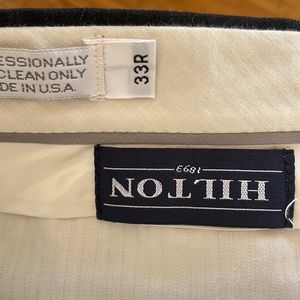 ESSIONALLY
CLEAN ONLY
DE IN U.S.A.
33R
HILTON
1893